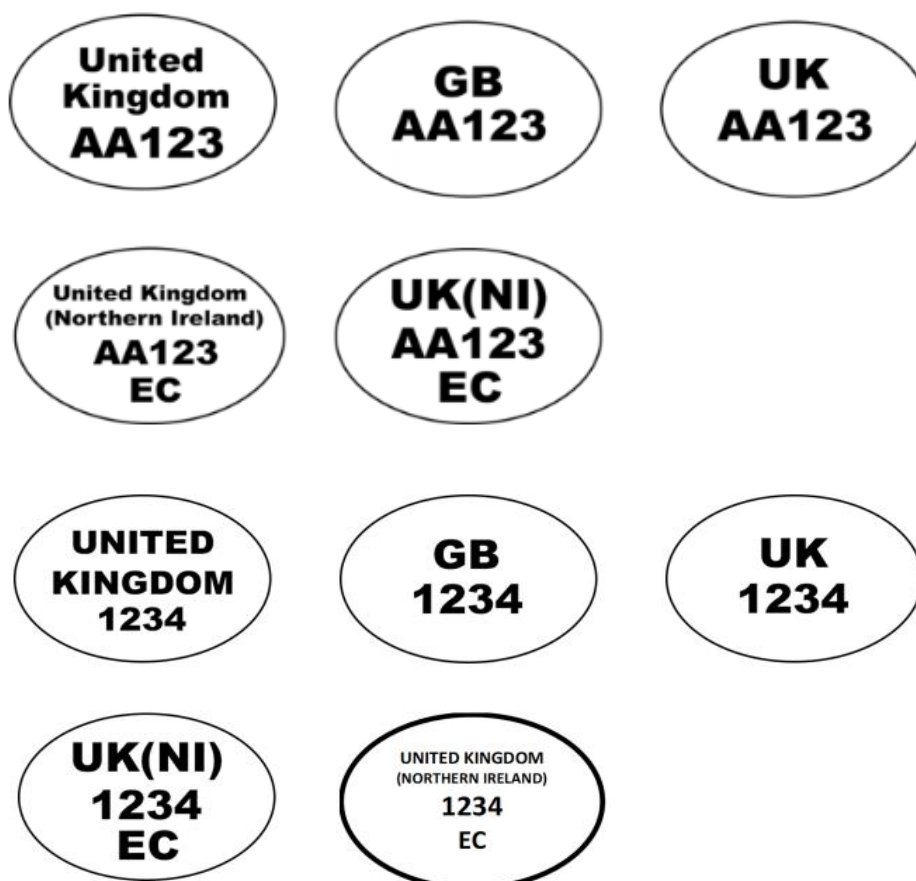 United
Kingdom
AA123
GB
AA123
UK
AA123
United Kingdom
(Northern Ireland)
AA123
EC
UK(NI)
AA123
EC
UNITED
KINGDOM
1234
GB
1234
UK
1234
UK(NI)
1234
EC
UNITED KINGDOM
(NORTHERN IRELAND)
1234
EC